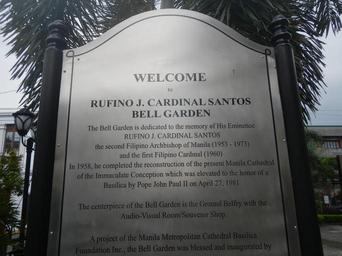 WELCOME
to
RUFINO J. CARDINAL SANTOS
BELL GARDEN
The Bell Garden is dedicated to the memory of His Eminence
RUFINO J. CARDINAL SANTOS
the second Filipino Archbishop of Manila (1953 - 1973)
and the first Filipino Cardinal (1960)
In 1958, he completed the reconstruction of the present Manila Cathedral
of the Immaculate Conception which was elevated to the honor of a
Basilica by Pope John Paul II on April 27, 1981
The centerpiece of the Bell Garden is the Ground Belfry with the
Audio-Visual Room/Souvenir Shop.
A project of the Manila Metropolitan Cathedral Basilica
Foundation Inc., the Bell Garden was blessed and inaugurated by